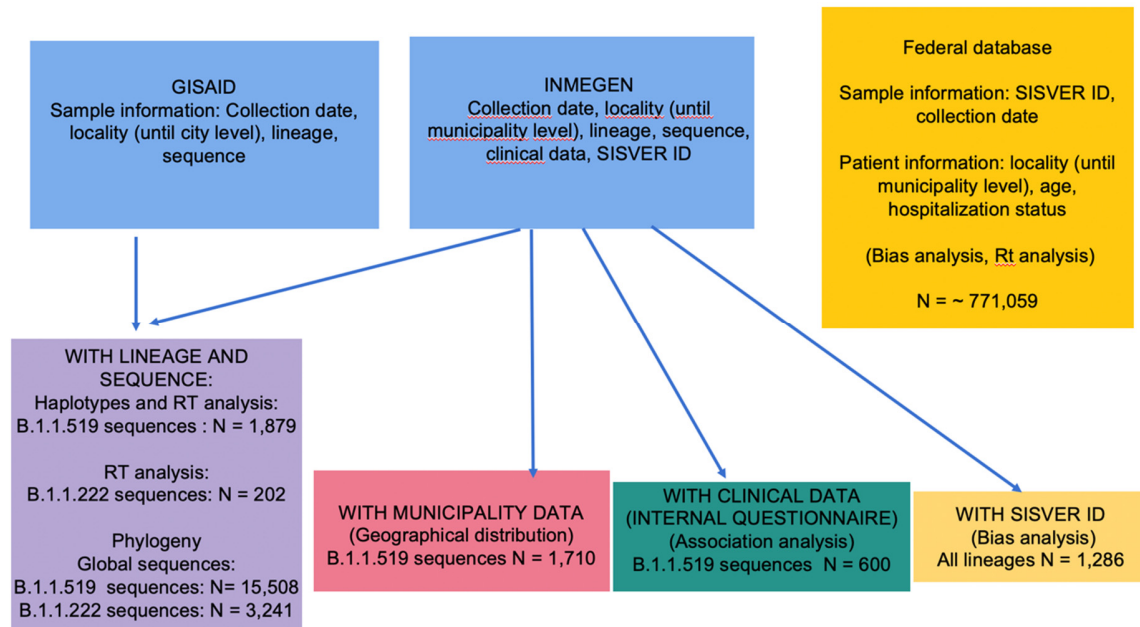 GISAID
Sample information: Collection date,
locality (until city level), lineage,
sequence
INMEGEN
Collection date, locality (until
municipality level), lineage, sequence,
clinical data, SISVER ID
Federal database
Sample information: SISVER ID,
collection date
Patient information: locality (until
municipality level), age,
hospitalization status
(Bias analysis, Rt analysis)
N = ~ 771,059
WITH LINEAGE AND
SEQUENCE:
Haplotypes and RT analysis:
B.1.1.519 sequences : N = 1,879
RT analysis:
B.1.1.222 sequences: N = 202
Phylogeny
Global sequences:
B.1.1.519 sequences: N= 15,508
B.1.1.222 sequences: N = 3,241
WITH MUNICIPALITY DATA
(Geographical distribution)
B.1.1.519 sequences N = 1,710
WITH CLINICAL DATA
(INTERNAL QUESTIONNAIRE)
(Association analysis)
B.1.1.519 sequences N = 600
WITH SISVER ID
(Bias analysis)
All lineages N = 1,286